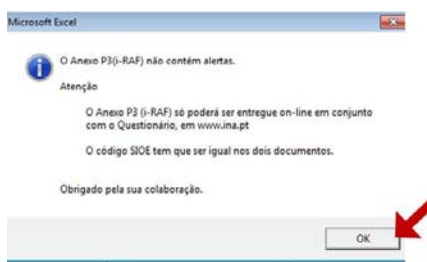 Microsoft Excel
O Anexo P3(i-RAF) não contém alertas.
Atenção
O Anexo P3 (i-RAF) só poderá ser entregue on-line em conjunto
com o Questionário, em www.ina.pt
O código SIOE tem que ser igual nos dois documentos.
Obrigado pela sua colaboração.
OK